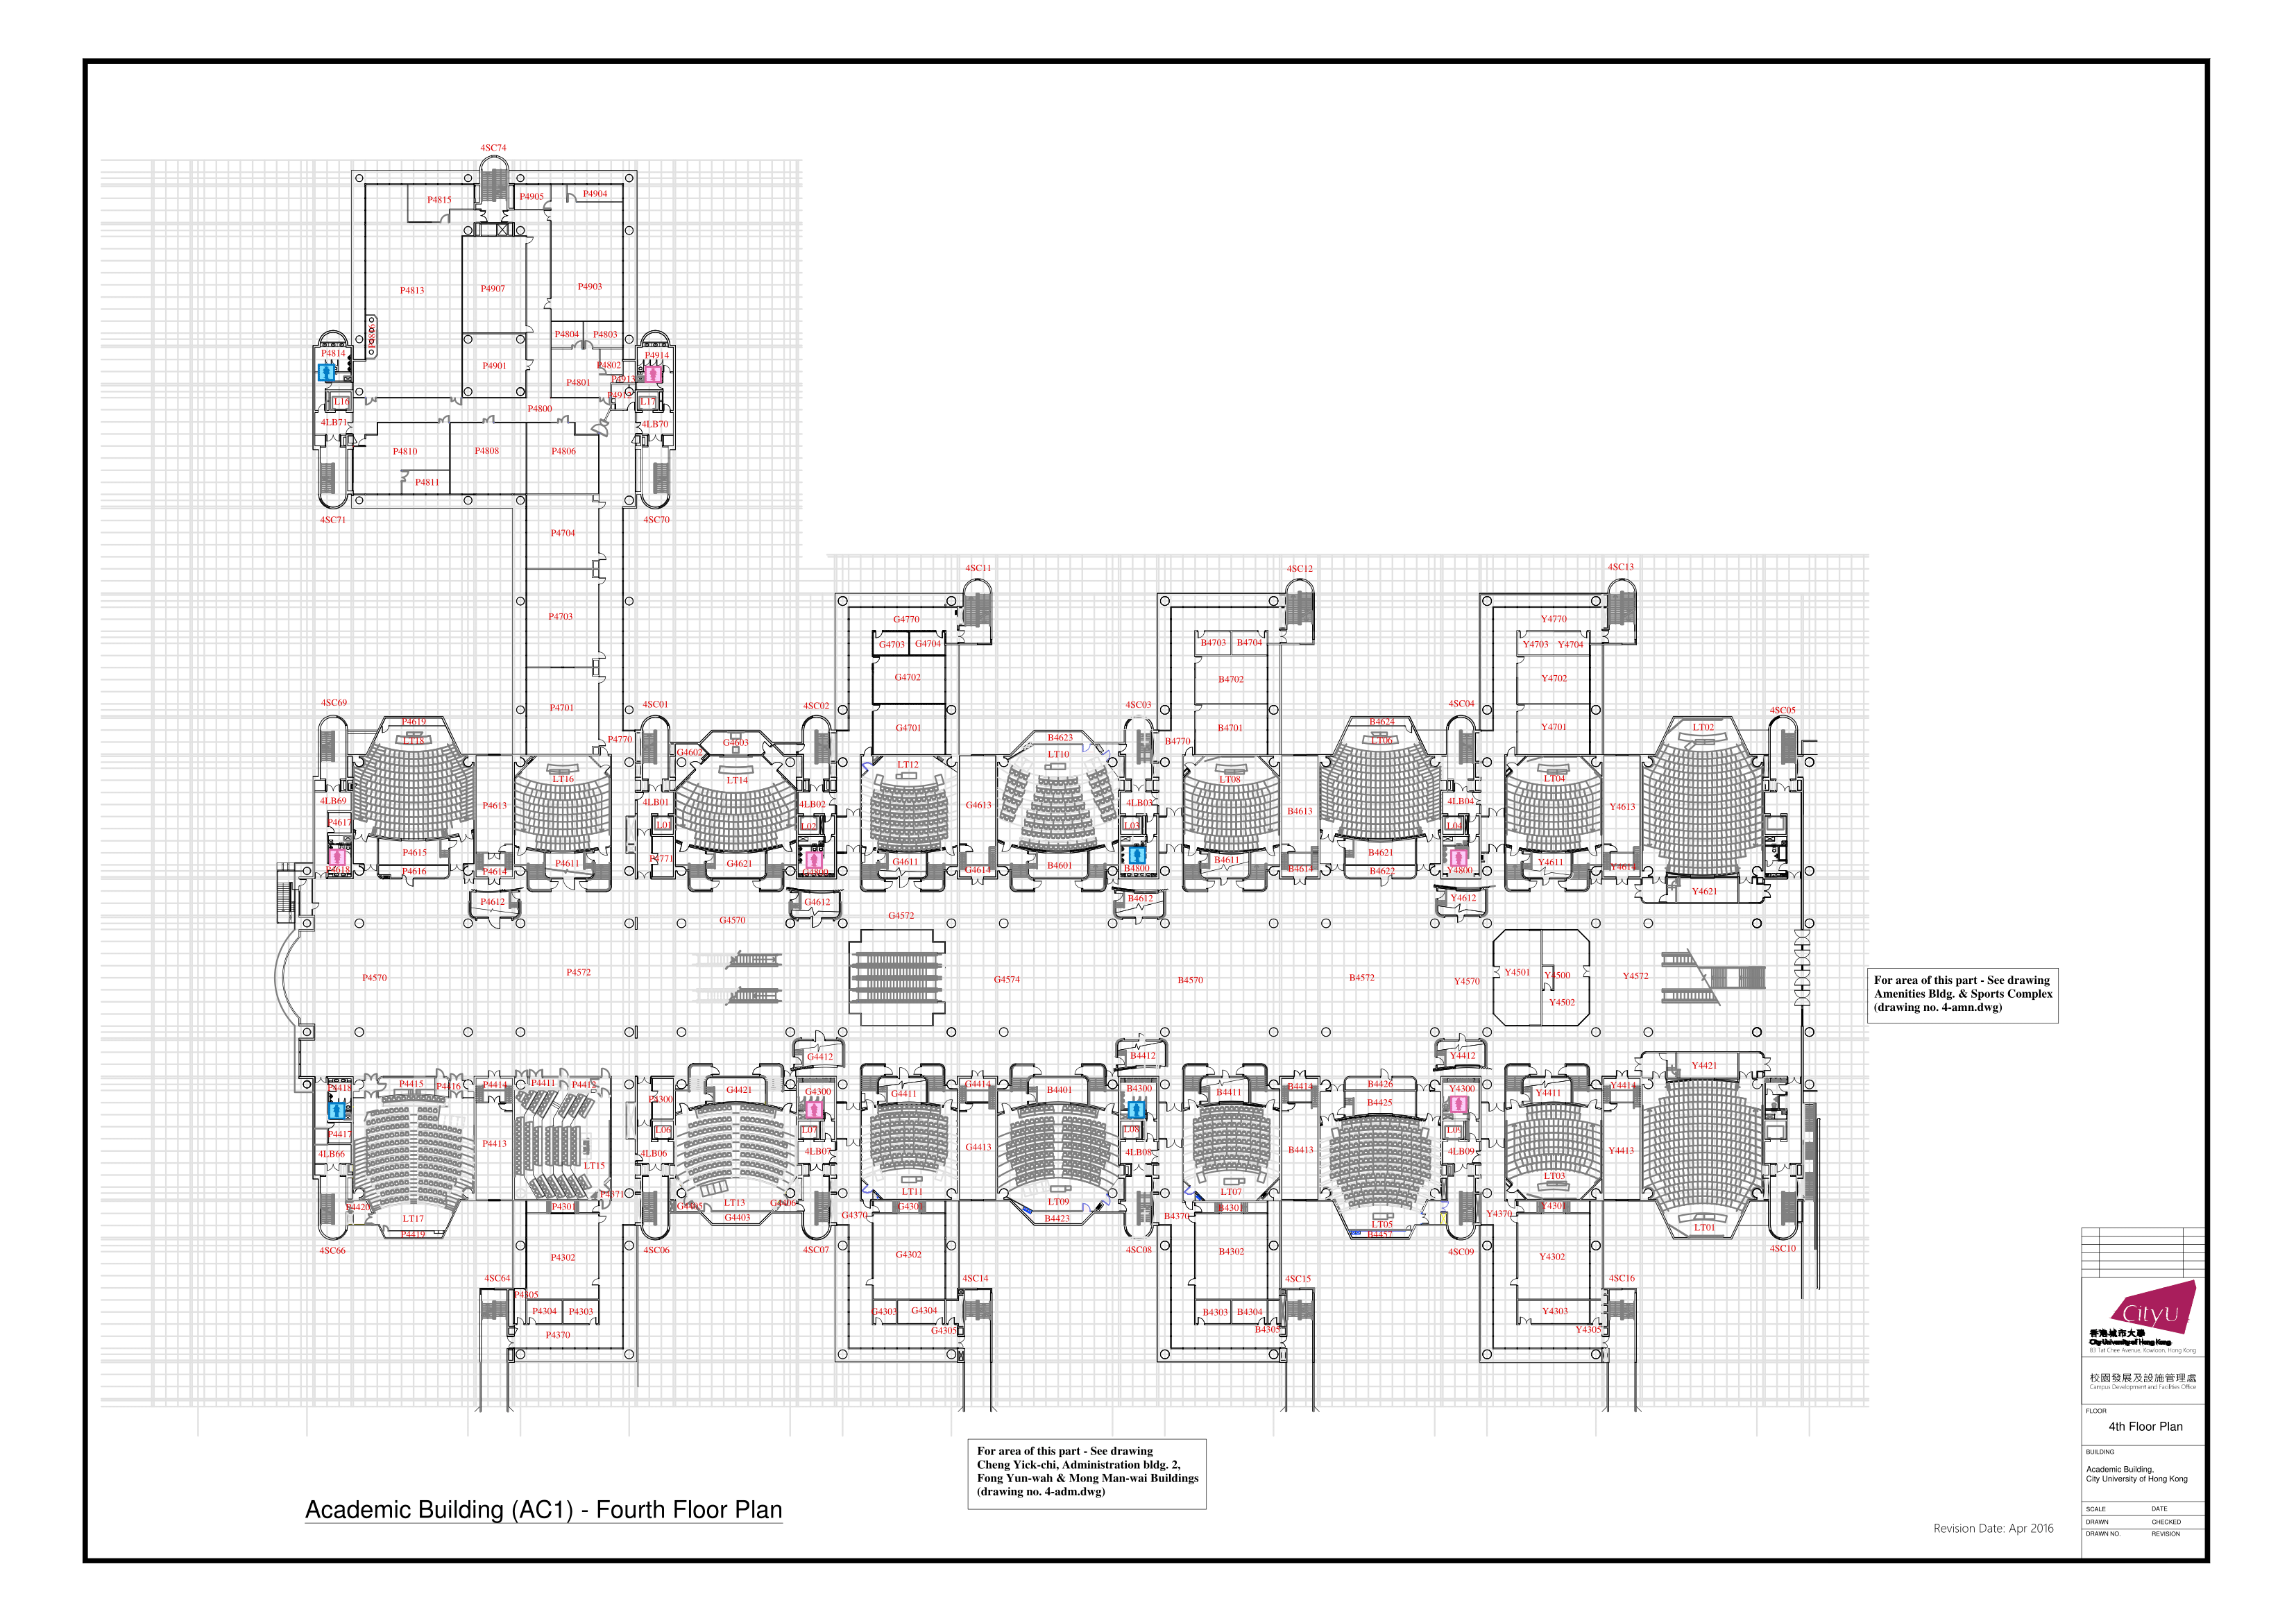 4SC74
P4815
P4905
P4904
P4813
P4907
P4903
P4804
P4803
P4814
P4914
P4901
P4802
P4801
P4913
P4912
L16
L17
P4800
4LB71
4LB70
P4810
P4808
P4806
P4811
4SC71
4SC70
P4704
4SC11
4SC12
4SC13
P4703
G4770
Y4770
G4703
G4704
B4703
B4704
Y4703
Y4704
G4702
B4702
Y4702
4SC69
P4701
4SC01
4SC02
4SC03
4SC04
4SC05
P4619
G4701
B4701
B4624
Y4701
LT02
LT18
P4770
G4602
G4603
B4623
B4770
LT06
LT16
LT14
LT12
LT10
LT08
LT04
4LB69
P4613
4LB01
4LB02
G4613
4LB03
B4613
4LB04
Y4613
P4617
L01
L02
L03
L04
P4615
P4611
P4771
G4621
G4611
B4601
B4611
B4621
Y4611
P4618
P4616
P4614
G4800
G4614
B4800
B4614
B4622
Y4800
Y4614
P4612
G4612
B4612
Y4612
Y4621
G4570
G4572
P4570
P4572
G4574
B4570
B4572
Y4570
Y4501
Y4500
Y4572
Y4502
For area of this part - See drawing
Amenities Bldg. & Sports Complex
(drawing no. 4-amn.dwg)
G4412
B4412
Y4412
Y4421
P4418
P4415
P4416
P4414
P4411
P4412
P4300
G4421
G4300
G4411
G4414
B4401
B4300
B4411
B4414
B4426
B4425
Y4300
Y4411
Y4414
P4417
L06
L07
L08
L09
4LB66
P4413
LT15
4LB06
4LB07
G4413
4LB08
B4413
4LB09
Y4413
P4420
LT17
P4419
P4301
P4371
G4405
LT13
G4406
G4403
LT11
G4301
G4370
LT09
B4423
LT07
B4301
B4370
LT05
B4457
LT03
Y4301
Y4370
LT01
4SC66
P4302
4SC06
4SC07
G4302
4SC08
B4302
4SC09
Y4302
4SC10
4SC64
P4305
4SC14
4SC15
4SC16
P4304
P4303
G4303
G4304
B4303
B4304
Y4303
P4370
G4305
B4305
Y4305
For area of this part - See drawing
Cheng Yick-chi, Administration bldg. 2,
Fong Yun-wah & Mong Man-wai Buildings
(drawing no. 4-adm.dwg)
Academic Building (AC1) - Fourth Floor Plan
Revision Date: Apr 2016
CityU
香港城市大學
City University of Hong Kong
83 Tat Chee Avenue, Kowloon, Hong Kong
校園發展及設施管理處
Campus Development and Facilities Office
FLOOR
4th Floor Plan
BUILDING
Academic Building,
City University of Hong Kong
SCALE
DATE
DRAWN
CHECKED
DRAWN NO.
REVISION